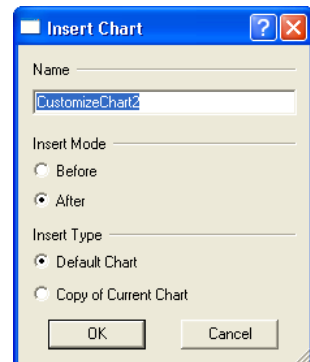 Insert Chart
Name
CustomizeChart2
Insert Mode
Before
After
Insert Type
Default Chart
Copy of Current Chart
OK Cancel